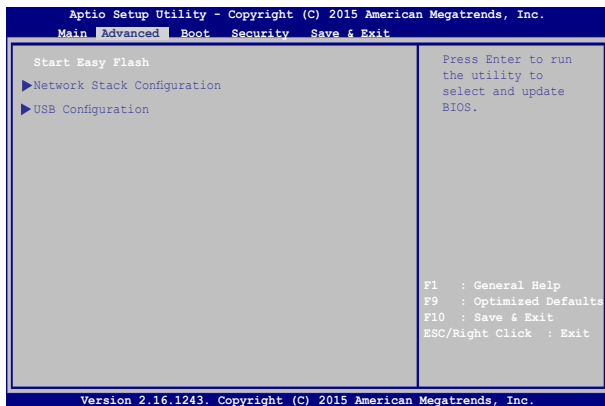 Aptio Setup Utility - Copyright (C) 2015 American Megatrends, Inc.
Main Advanced Boot Security Save & Exit
Start Easy Flash
Network Stack Configuration
USB Configuration
Press Enter to run
the utility to
select and update
BIOS.
F1 : General Help
F9 : Optimized Defaults
F10 : Save & Exit
ESC/Right Click : Exit
Version 2.16.1243. Copyright (C) 2015 American Megatrends, Inc.